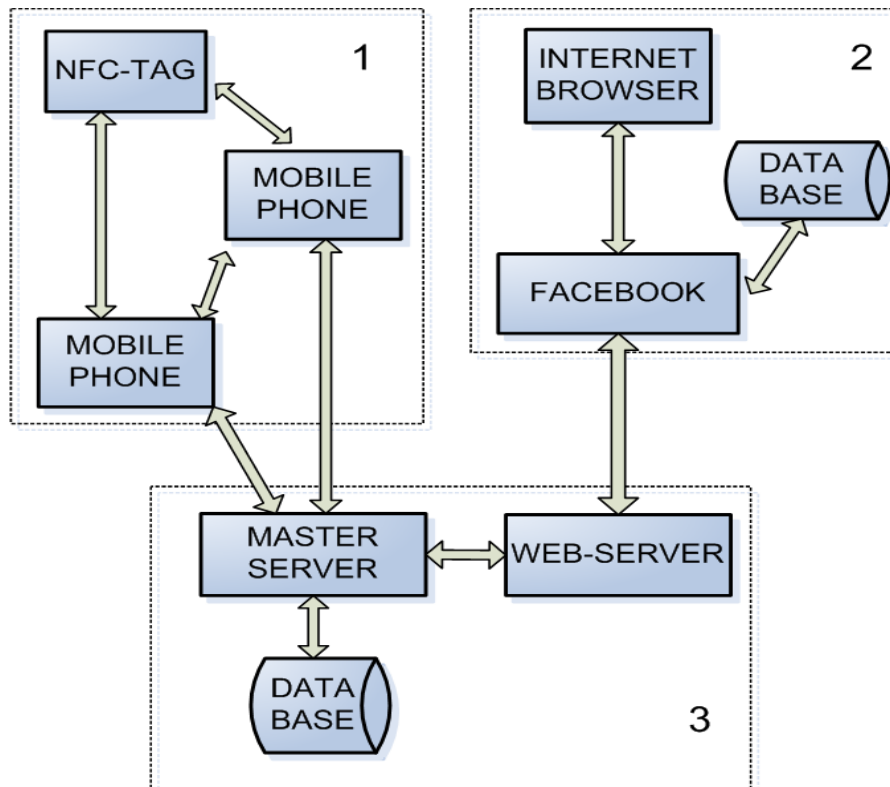 1
NFC-TAG
MOBILE
PHONE
MOBILE
PHONE
2
INTERNET
BROWSER
DATA
BASE
FACEBOOK
MASTER
SERVER
WEB-SERVER
DATA
BASE
3